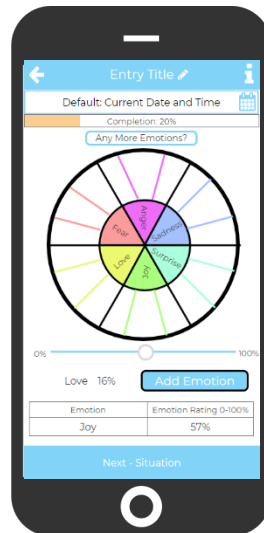 Entry Title
Default: Current Date and Time
Completion: 20%
Any More Emotions?
Anger
Fear
Sadness
Love
Surprise
Joy
0%
100%
Love 16%
Add Emotion
Emotion Emotion Rating 0-100%
Joy 57%
Next - Situation